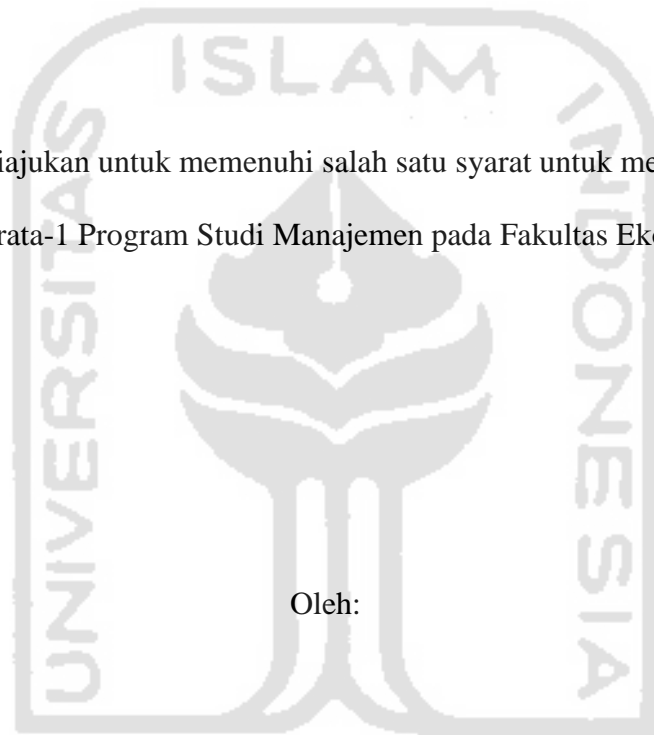 ISLAM
UNIVERSITAS
INDONESIA
iajukan untuk memenuhi salah satu syarat untuk me
rata-1 Program Studi Manajemen pada Fakultas Ek
Oleh: